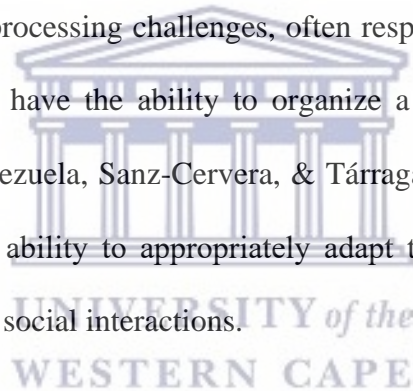 processing challenges, often resp
have the ability to organize a
ezuela, Sanz-Cervera, & Tárraga
ability to appropriately adapt t
social interactions.
UNIVERSITY of the
WESTERN CAPE